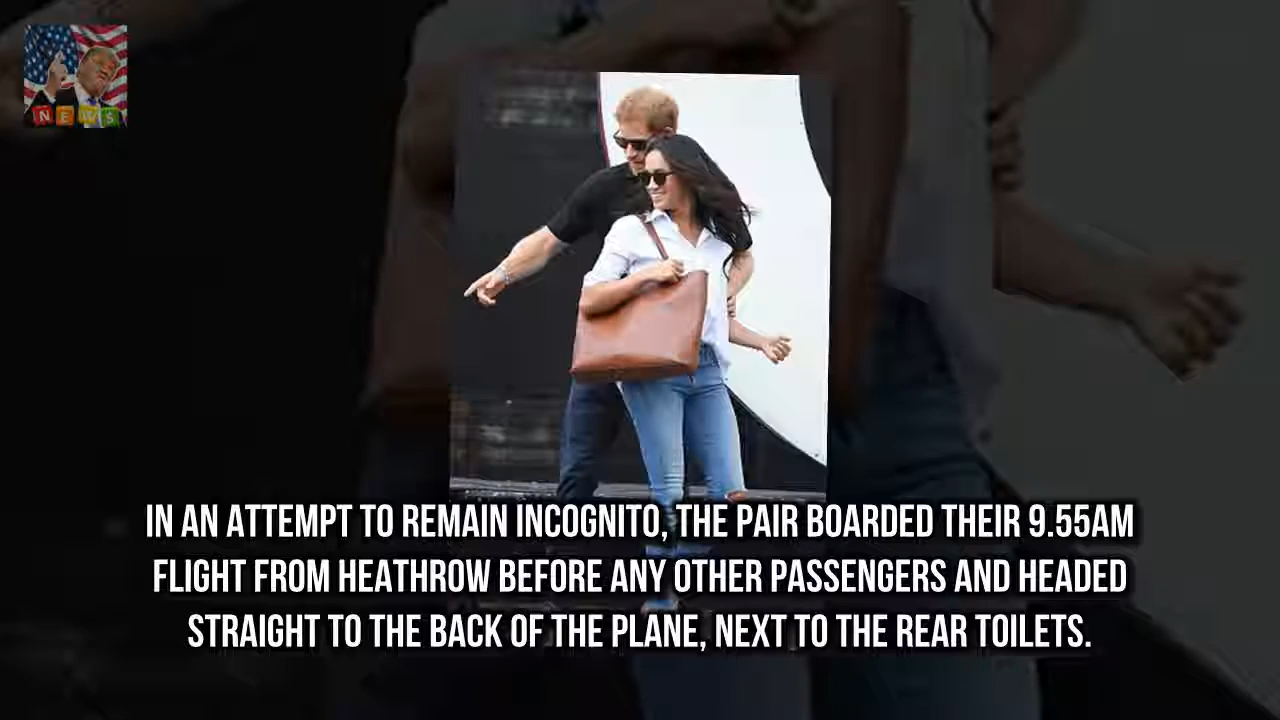 NEWS
IN AN ATTEMPT TO REMAIN INCOGNITO, THE PAIR BOARDED THEIR 9.55AM
FLIGHT FROM HEATHROW BEFORE ANY OTHER PASSENGERS AND HEADED
STRAIGHT TO THE BACK OF THE PLANE, NEXT TO THE REAR TOILETS.